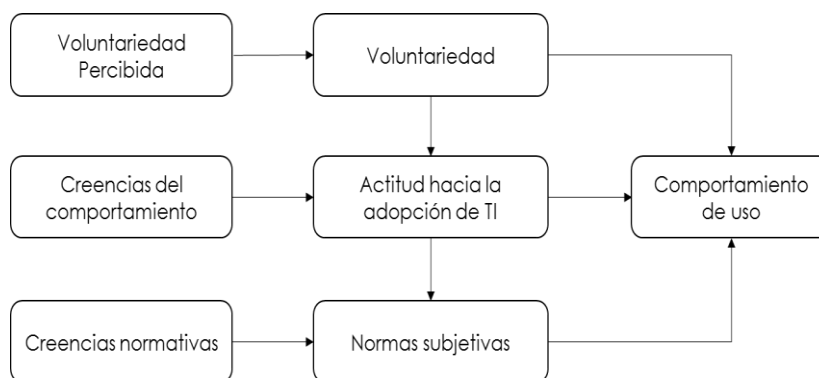 Voluntariedad
Percibida
Voluntariedad
Creencias del
comportamiento
Actitud hacia la
adopción de TI
Comportamiento
de uso
Creencias normativas
Normas subjetivas